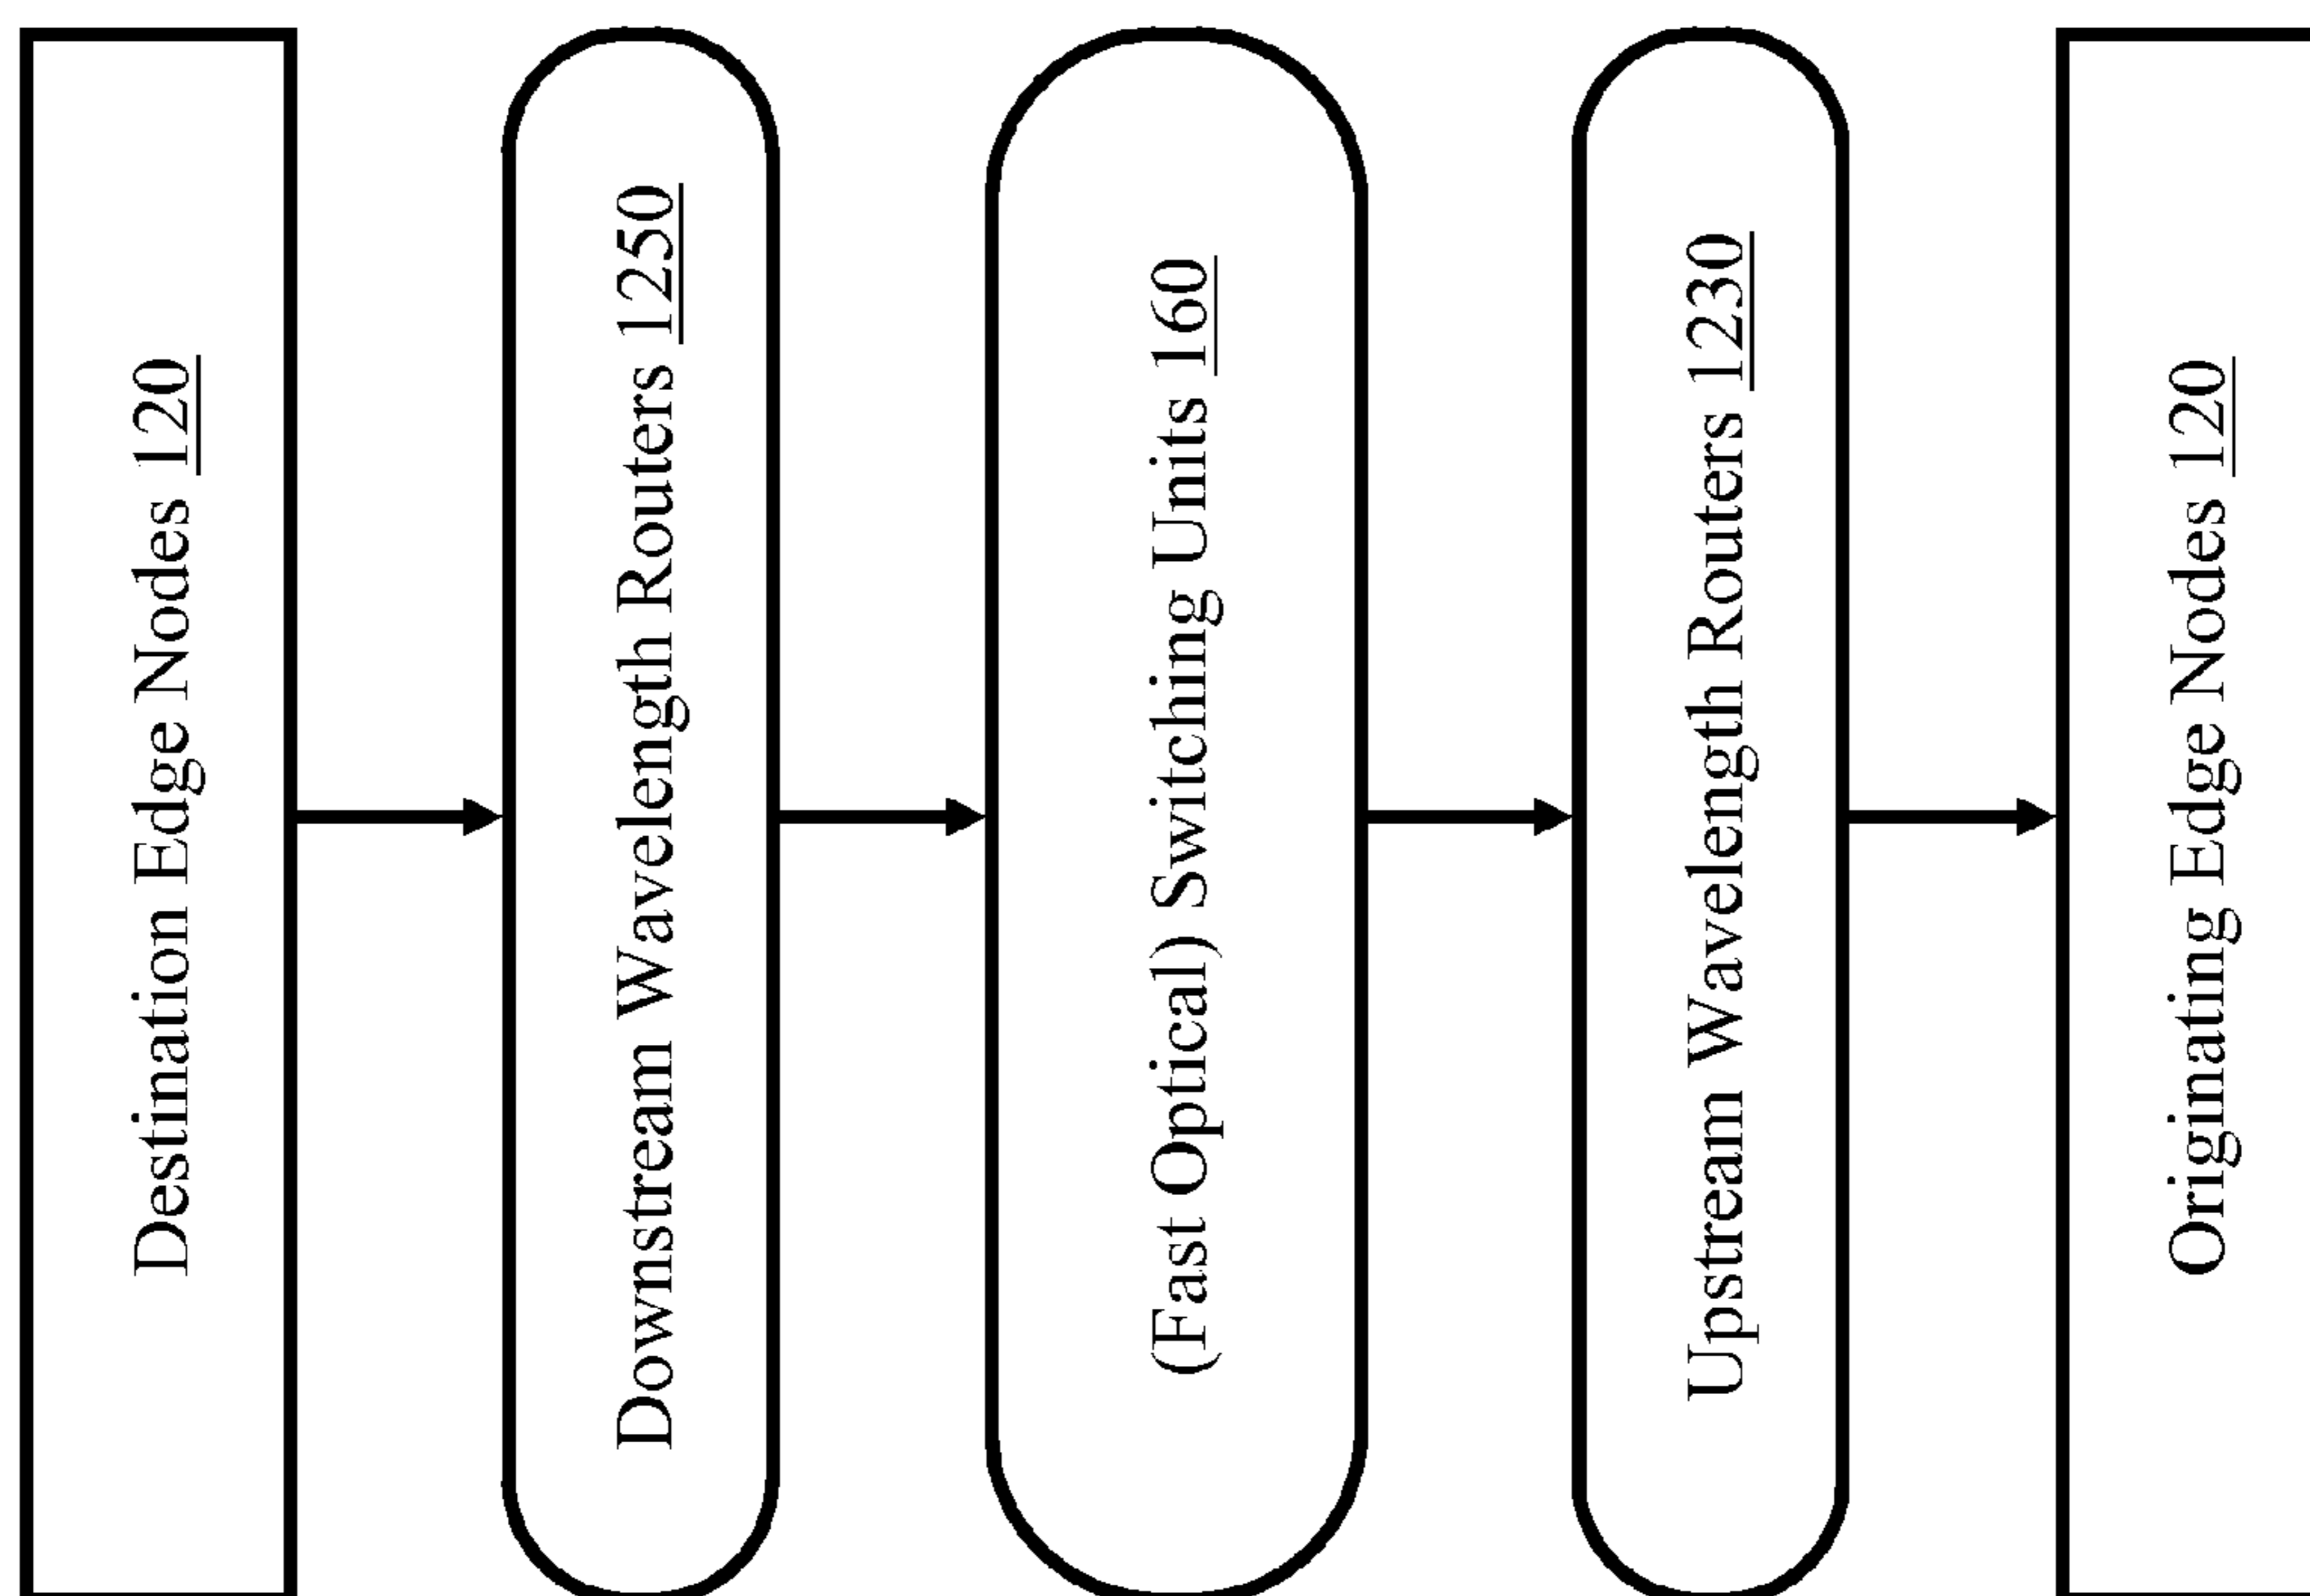 Destination Edge Nodes 120
Downstream Wavelength Routers 1250
(Fast Optical) Switching Units 160
Upstream Wavelength Routers 1230
Originating Edge Nodes 120